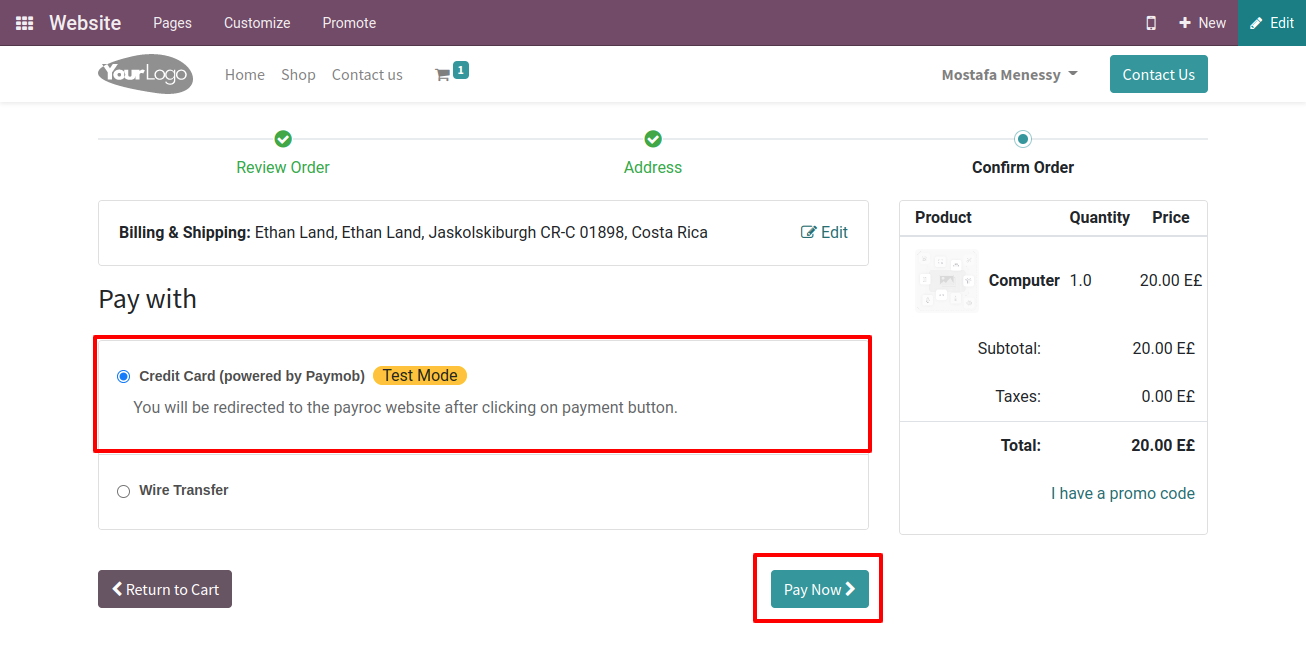 Website Pages Customize Promote New Edit
YourLogo Home Shop Contact us 1 Mostafa Menessy Contact Us
Review Order Address Confirm Order
Billing & Shipping: Ethan Land, Ethan Land, Jaskolskiburgh CR-C 01898, Costa Rica Edit
Pay with
Credit Card (powered by Paymob) Test Mode
You will be redirected to the payroc website after clicking on payment button.
Wire Transfer
Return to Cart Pay Now
Product Quantity Price
Computer 1.0 20.00 E£
Subtotal: 20.00 E£
Taxes: 0.00 E£
Total: 20.00 E£
I have a promo code